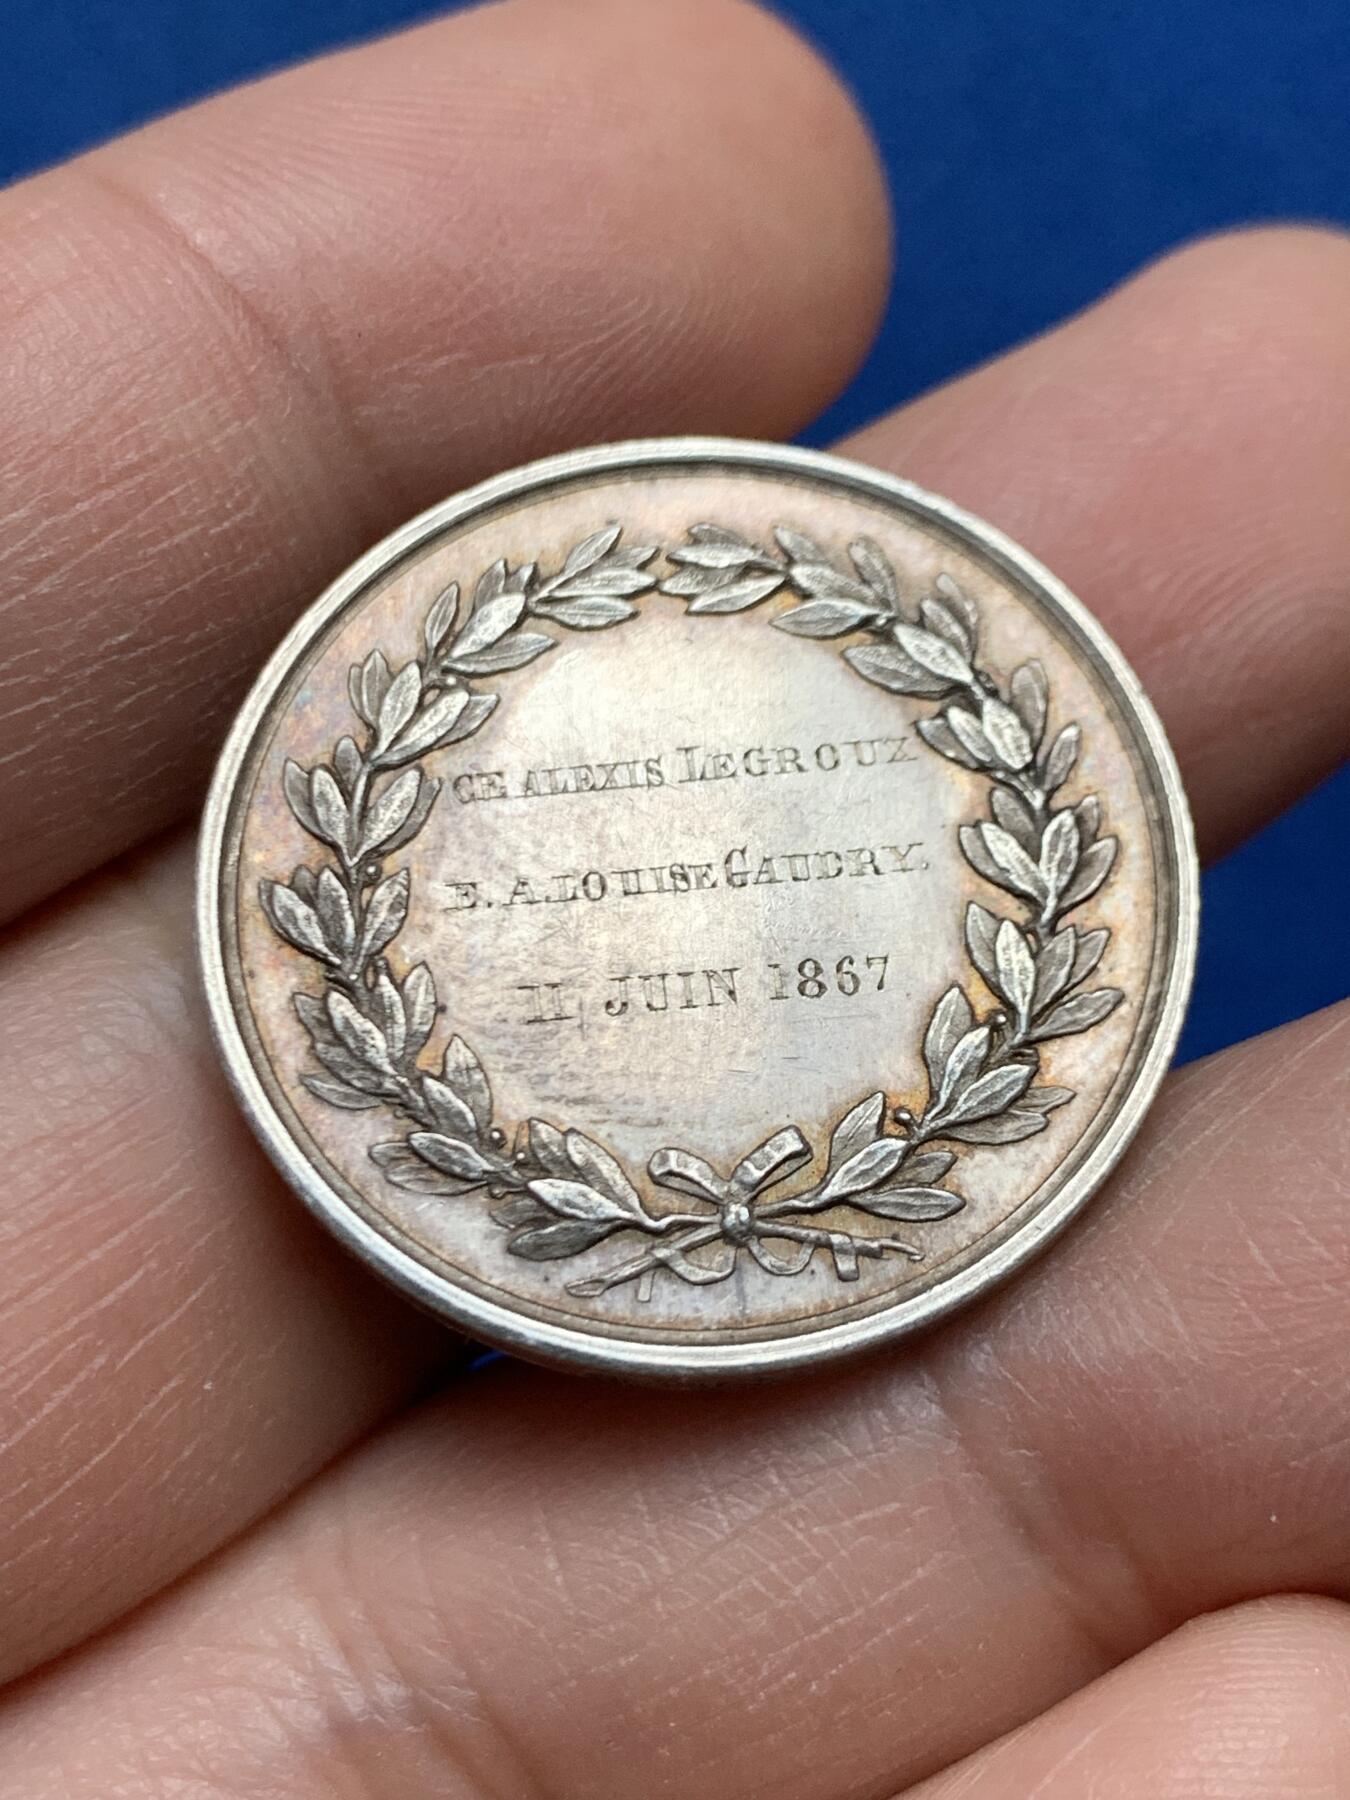 CE ALEXIS LEGROUX
E. A. LOUISE GAUDRY.
11 JUIN 1867